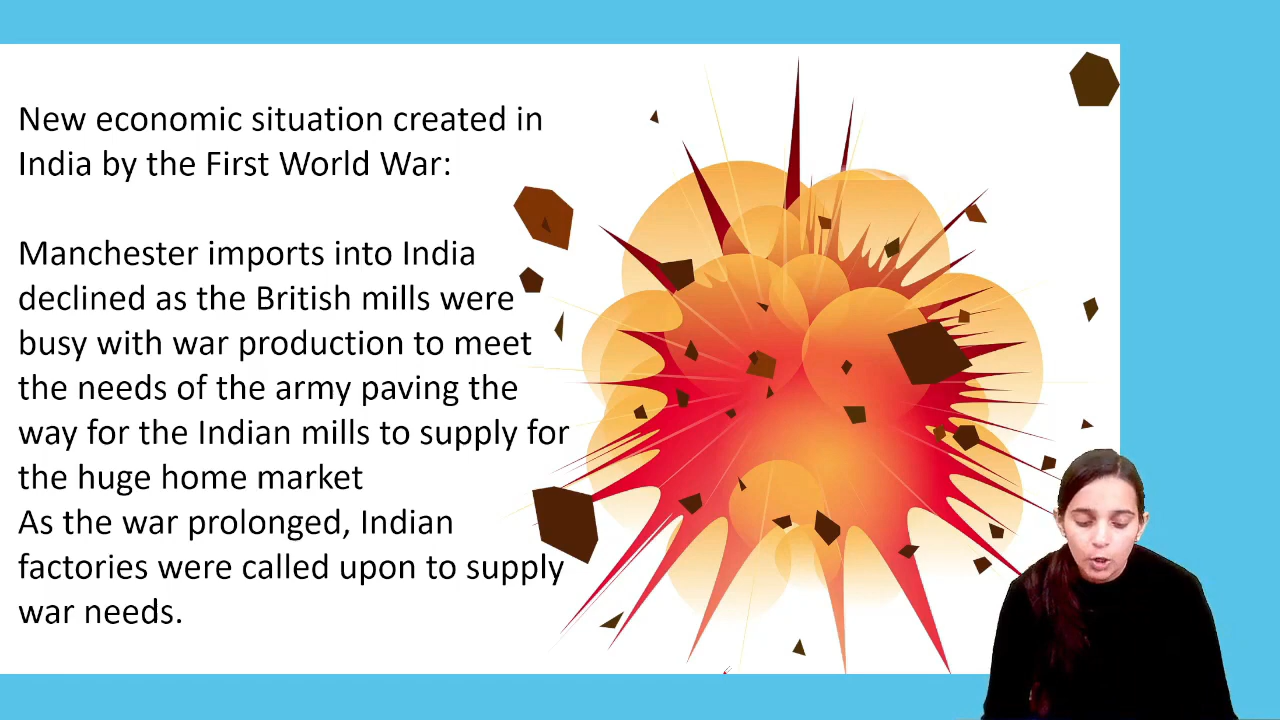 New economic situation created in
India by the First World War:
Manchester imports into India
declined as the British mills were
busy with war production to meet
the needs of the army paving the
way for the Indian mills to supply for
the huge home market
As the war prolonged, Indian
factories were called upon to supply
war needs.